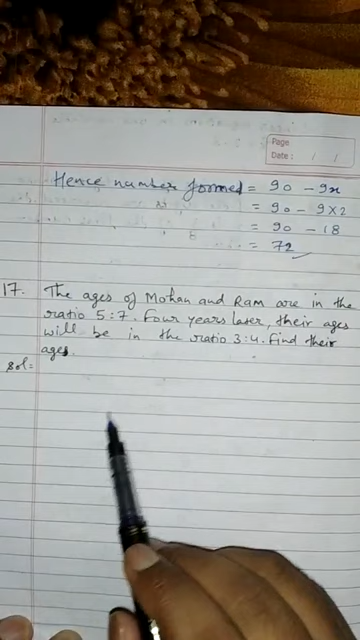 Page
Date : / /
Hence number formed = 90 - 9x
= 90 - 9×2
= 90 - 18
= 72
17. The ages of Mohan and Ram are in the
ratio 5:7. Four years later, their ages
will be in the ratio 3:4. Find their
ages.
Sol=